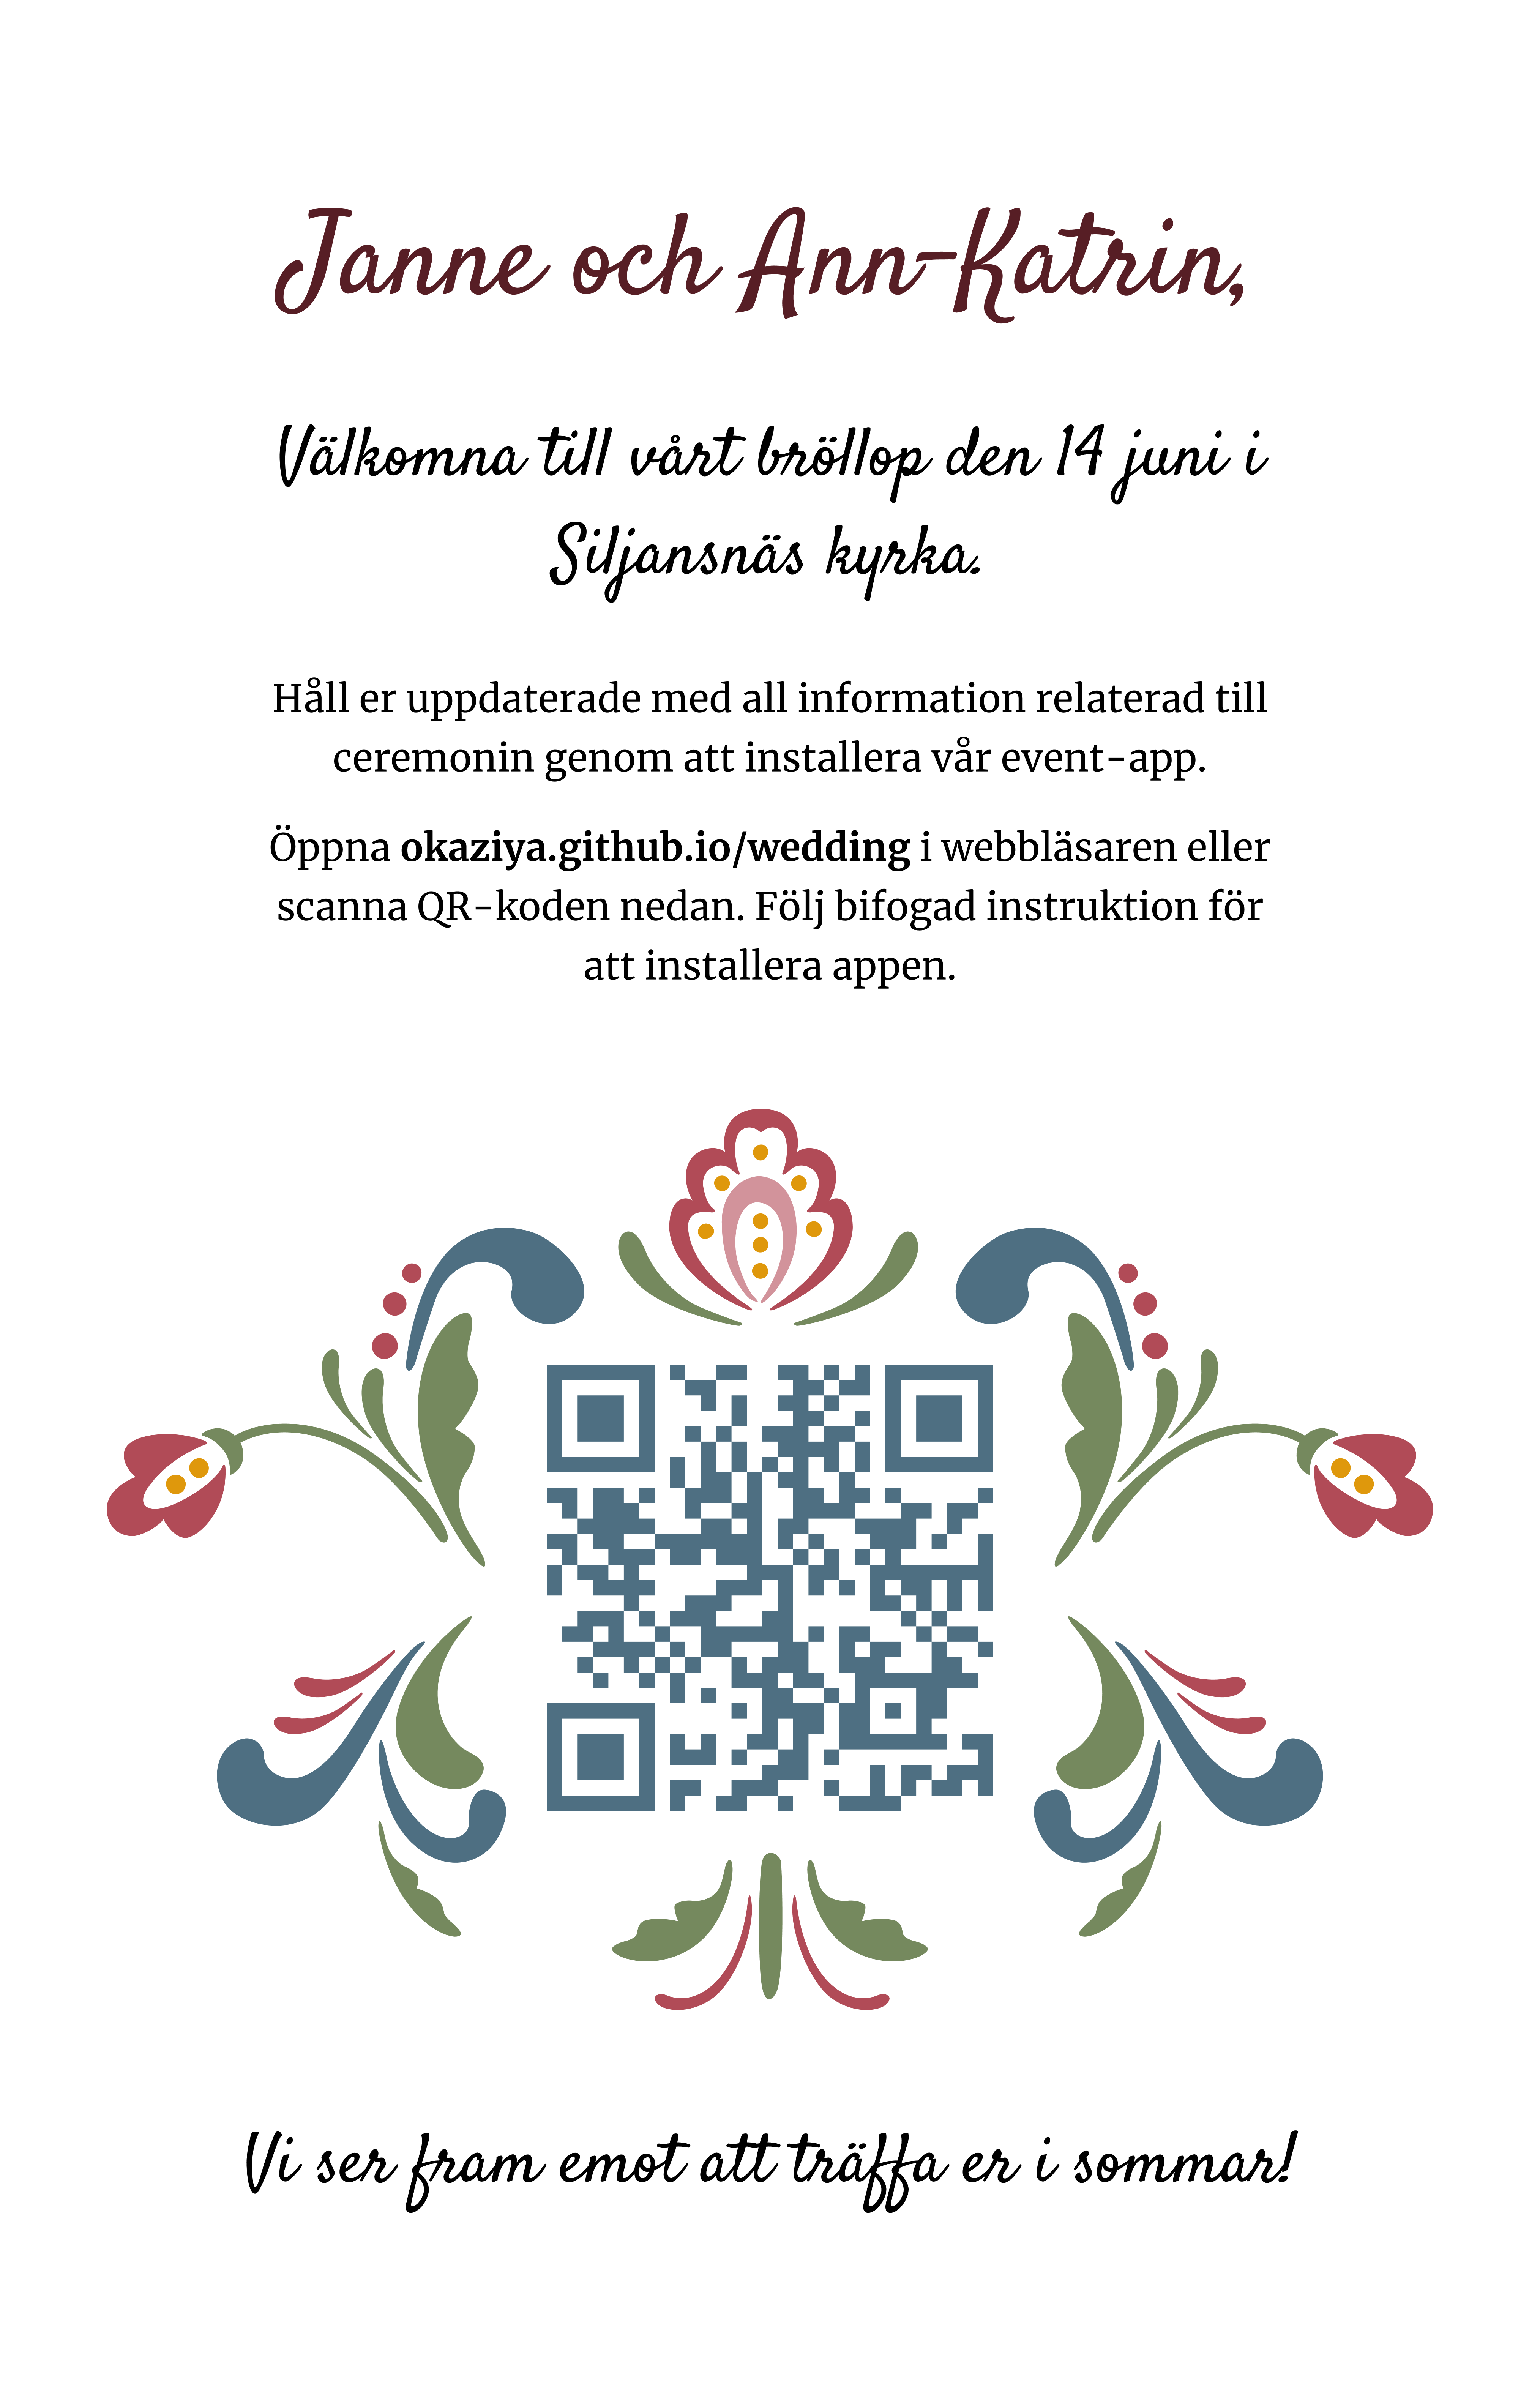 Janne och Ann-Katrin,
Välkomna till vårt bröllop den 14 juni i
Siljansnäs kyrka.
Håll er uppdaterade med all information relaterad till
ceremonin genom att installera vår event-app.
Öppna okaziya.github.io/wedding i webbläsaren eller
scanna QR-koden nedan. Följ bifogad instruktion för
att installera appen.
Vi ser fram emot att träffa er i sommar!